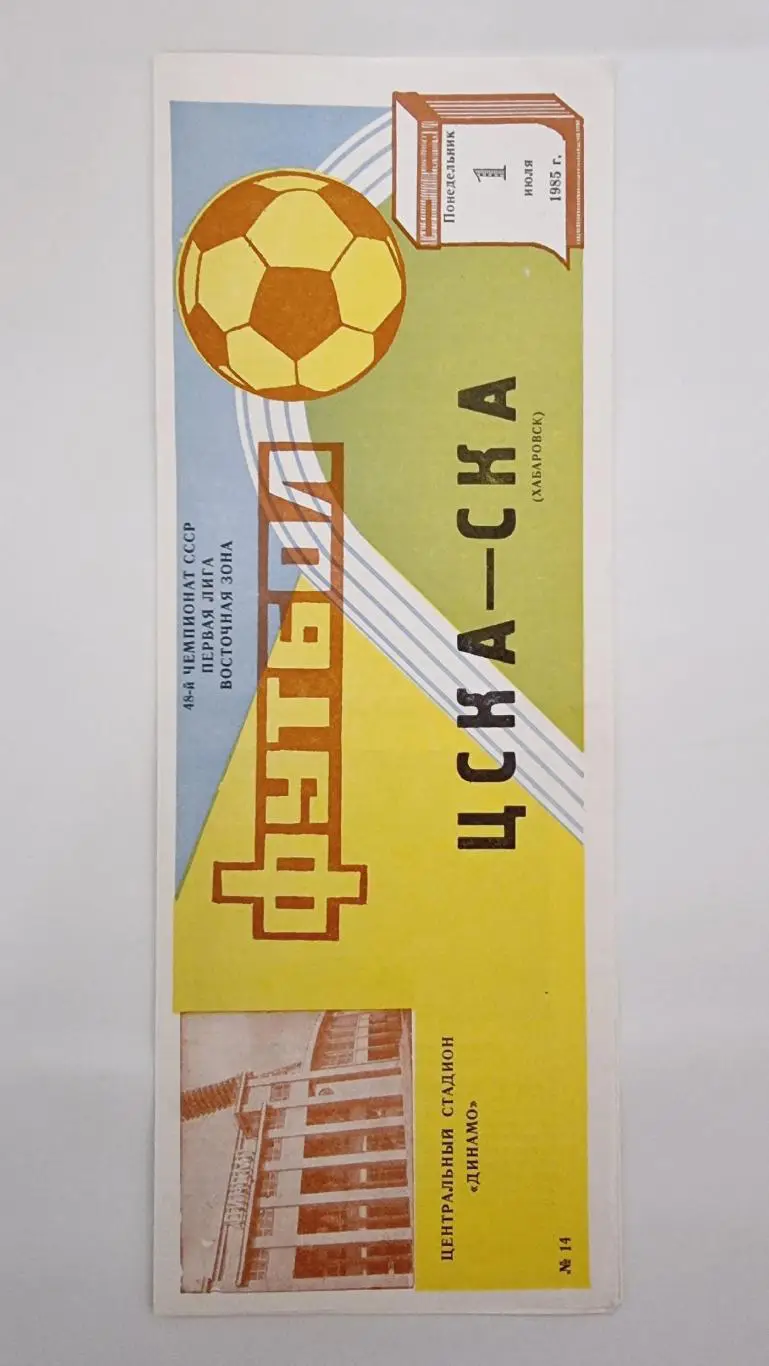 48-й ЧЕМПИОНАТ СССР
ПЕРВАЯ ЛИГА
ВОСТОЧНАЯ ЗОНА
Понедельник
1
июля
1985 г.
ФУТБОЛ
ЦСКА—СКА
(ХАБАРОВСК)
ЦЕНТРАЛЬНЫЙ СТАДИОН
«ДИНАМО»
№ 14